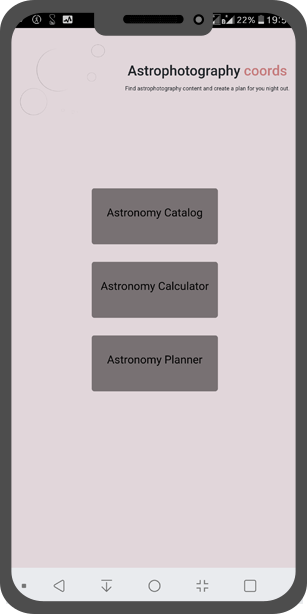 22% 19:5
Astrophotography coords
Find astrophotography content and create a plan for you night out.
Astronomy Catalog
Astronomy Calculator
Astronomy Planner